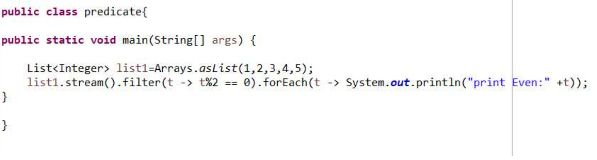 public class predicate{
public static void main(String[] args) {
List<Integer> list1=Arrays.asList(1,2,3,4,5);
list1.stream().filter(t -> t%2 == 0).forEach(t -> System.out.println("print Even:" +t));
}
}